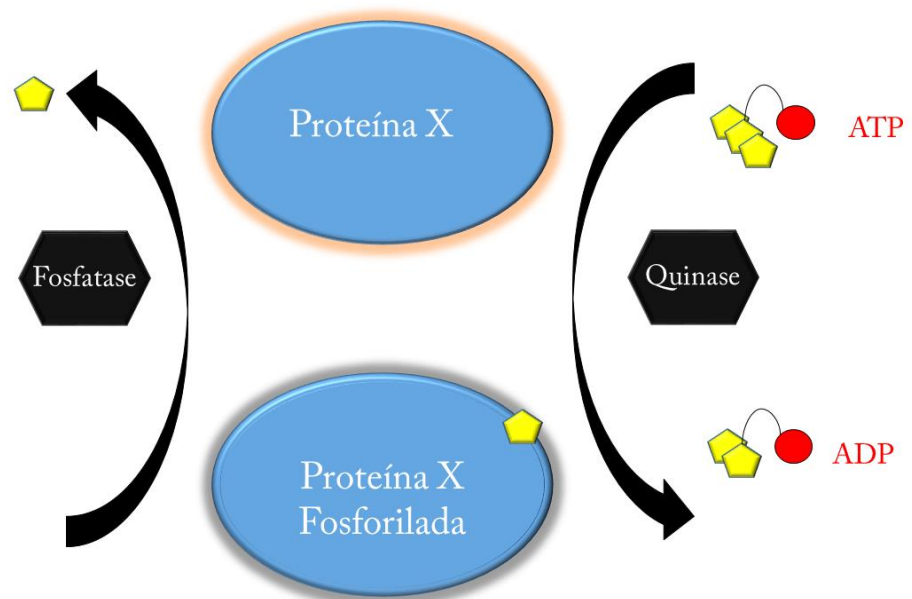 Proteína X
ATP
Fosfatase
Quinase
Proteína X
Fosforilada
ADP